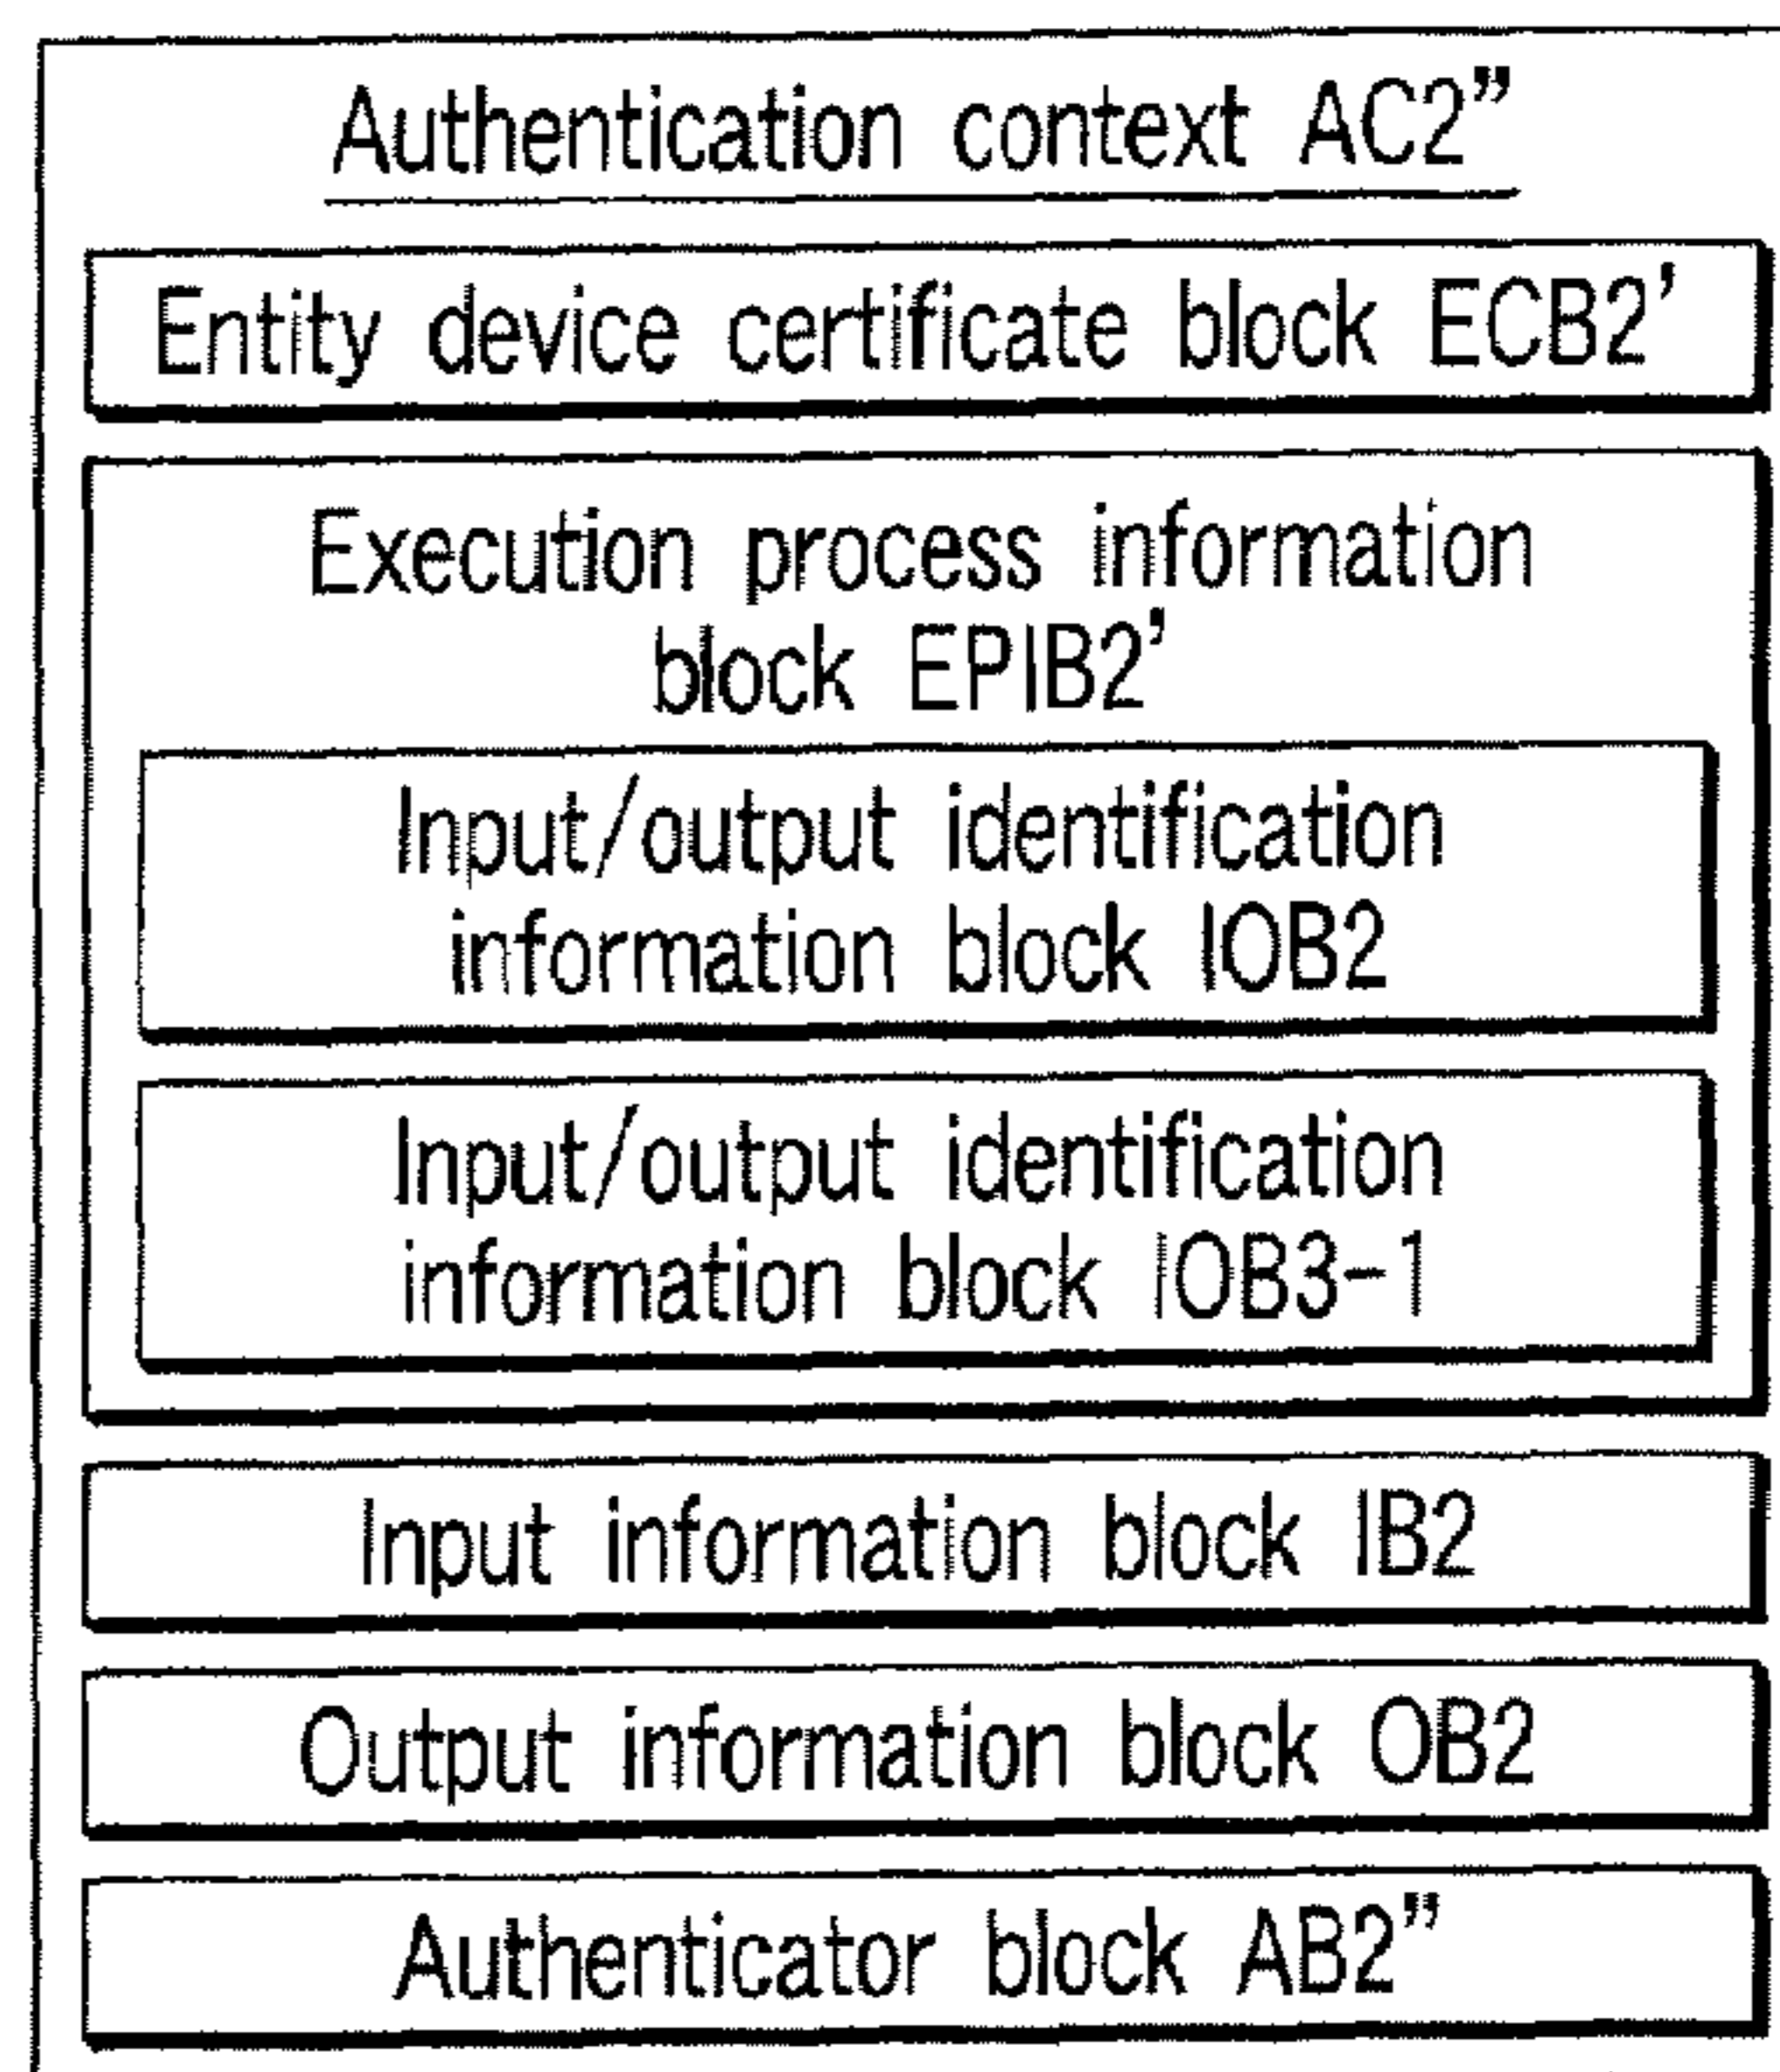 Authentication context AC2”
Entity device certificate block ECB2’
Execution process information
block EPIB2’
Input/output identification
information block IOB2
Input/output identification
information block IOB3-1
Input information block IB2
Output information block OB2
Authenticator block AB2”